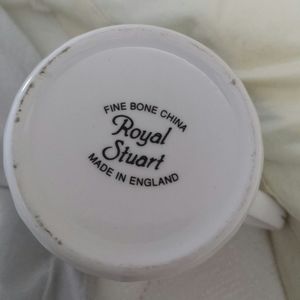 FINE BONE CHINA
Royal
Stuart
MADE IN ENGLAND